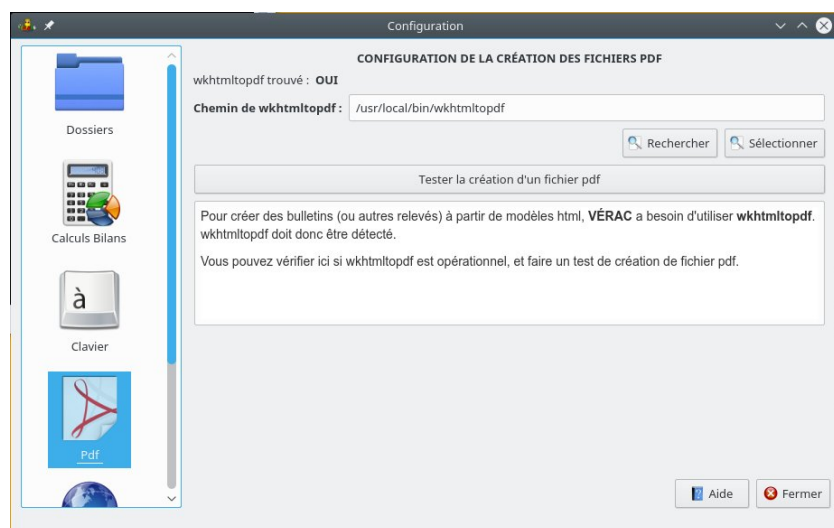 Configuration
CONFIGURATION DE LA CRÉATION DES FICHIERS PDF
wkhtmltopdf trouvé : OUI
Chemin de wkhtmltopdf : /usr/local/bin/wkhtmltopdf
Rechercher
Sélectionner
Tester la création d'un fichier pdf
Pour créer des bulletins (ou autres relevés) à partir de modèles html, VÉRAC a besoin d'utiliser wkhtmltopdf.
wkhtmltopdf doit donc être détecté.
Vous pouvez vérifier ici si wkhtmltopdf est opérationnel, et faire un test de création de fichier pdf.
Dossiers
Calculs Bilans
à
Clavier
Pdf
Aide
Fermer